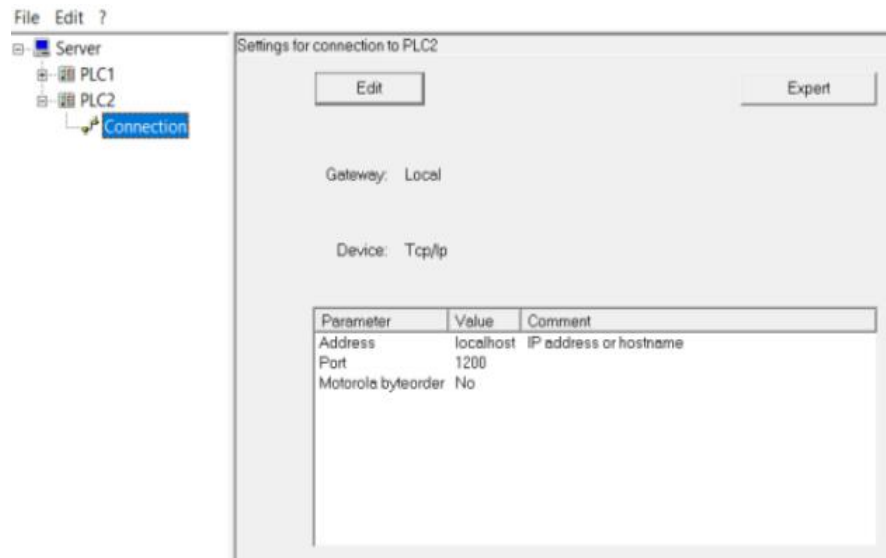 File Edit ?
Server
PLC1
PLC2
Connection
Settings for connection to PLC2
Edit Expert
Gateway: Local
Device: Tcp/Ip
Parameter Value Comment
Address localhost IP address or hostname
Port 1200
Motorola byteorder No